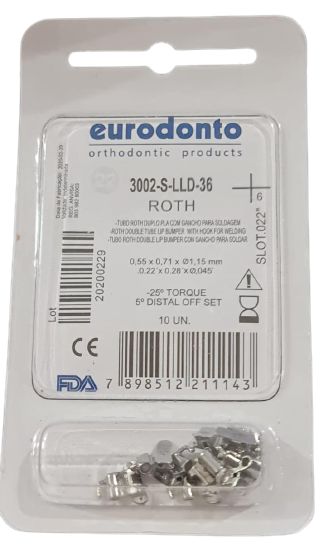 eurodonto
orthodontic products
3002-S-LLD-36
ROTH
6
SLOT.022"
-TUBO ROTH DUPLO PLA COM GANCHO PARA SOLDAGEM
-ROTH DOUBLE TUBE L/P BUMPER WITH HOOK FOR WELDING
-TUBO ROTH DOUBLE LIP BUMPER CON GANCHO PARA SOLDAR
0,55 x 0,71 x Ø1,15 mm
.0.22´x 0.28´x Ø,045´
-25º TORQUE
5º DISTAL OFF SET
10 UN.
Lot
20200229
CE
FDA
7 898512 211143